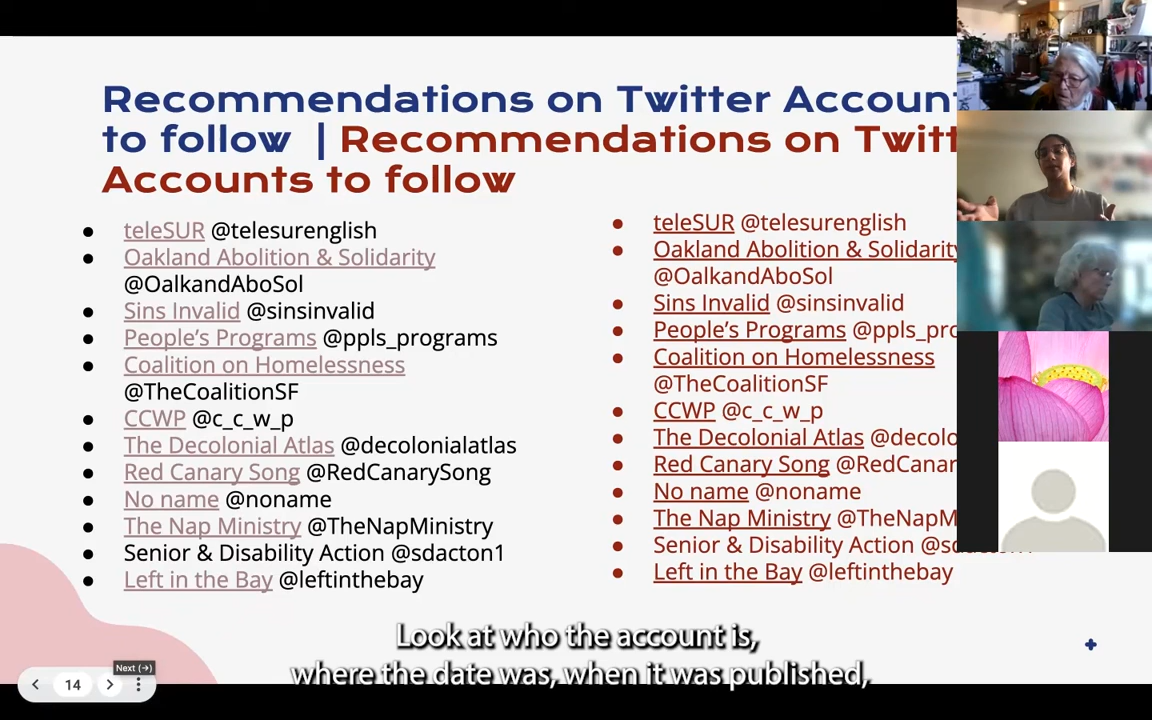 Recommendations on Twitter Account
to follow | Recommendations on Twitt
Accounts to follow
• teleSUR @telesurenglish
• Oakland Abolition & Solidarity
@OalkandAboSol
• Sins Invalid @sinsinvalid
• People’s Programs @ppls_programs
• Coalition on Homelessness
@TheCoalitionSF
• CCWP @c_c_w_p
• The Decolonial Atlas @decolonialatlas
• Red Canary Song @RedCanarySong
• No name @noname
• The Nap Ministry @TheNapMinistry
• Senior & Disability Action @sdacton1
• Left in the Bay @leftinthebay
• teleSUR @telesurenglish
• Oakland Abolition & Solidarity
@OalkandAboSol
• Sins Invalid @sinsinvalid
• People’s Programs @ppls_pro
• Coalition on Homelessness
@TheCoalitionSF
• CCWP @c_c_w_p
• The Decolonial Atlas @decolo
• Red Canary Song @RedCanar
• No name @noname
• The Nap Ministry @TheNapM
• Senior & Disability Action @sdacton1
• Left in the Bay @leftinthebay
Look at who the account is,
where the date was, when it was published,
Next (→)
14